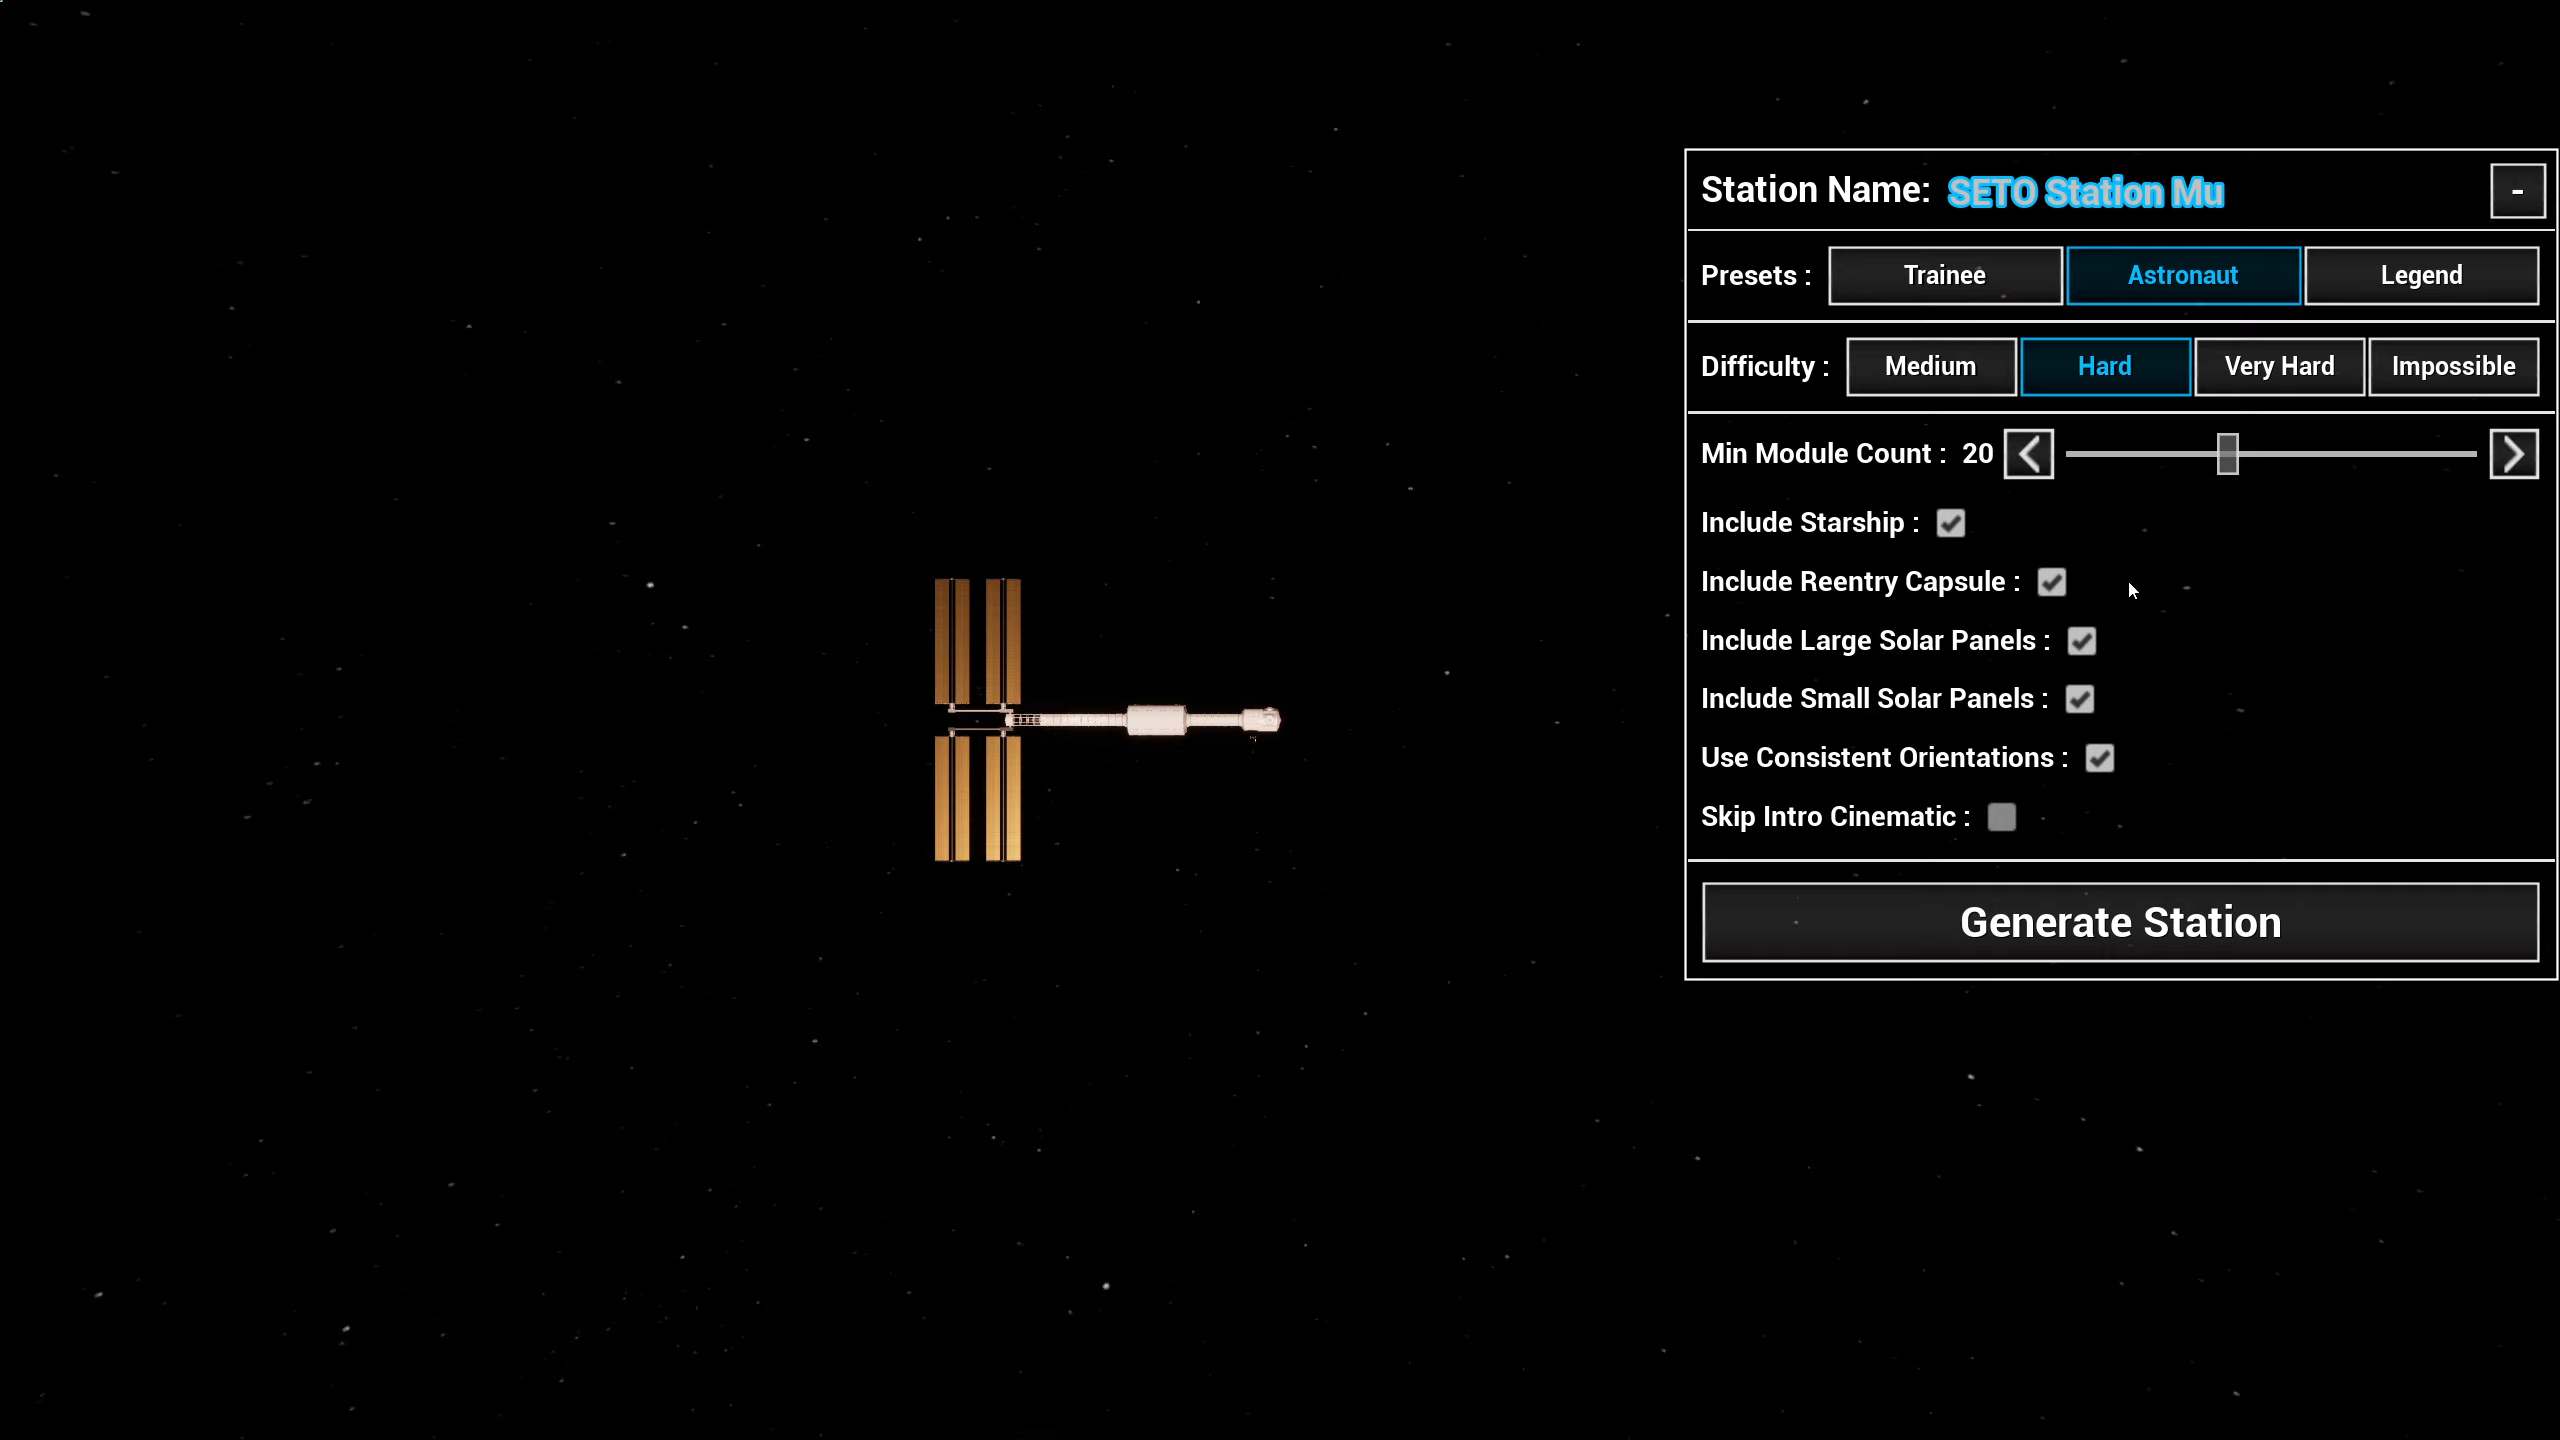 Station Name: SETO Station Mu -
Presets : Trainee Astronaut Legend
Difficulty : Medium Hard Very Hard Impossible
Min Module Count : 20
Include Starship :
Include Reentry Capsule :
Include Large Solar Panels :
Include Small Solar Panels :
Use Consistent Orientations :
Skip Intro Cinematic :
Generate Station